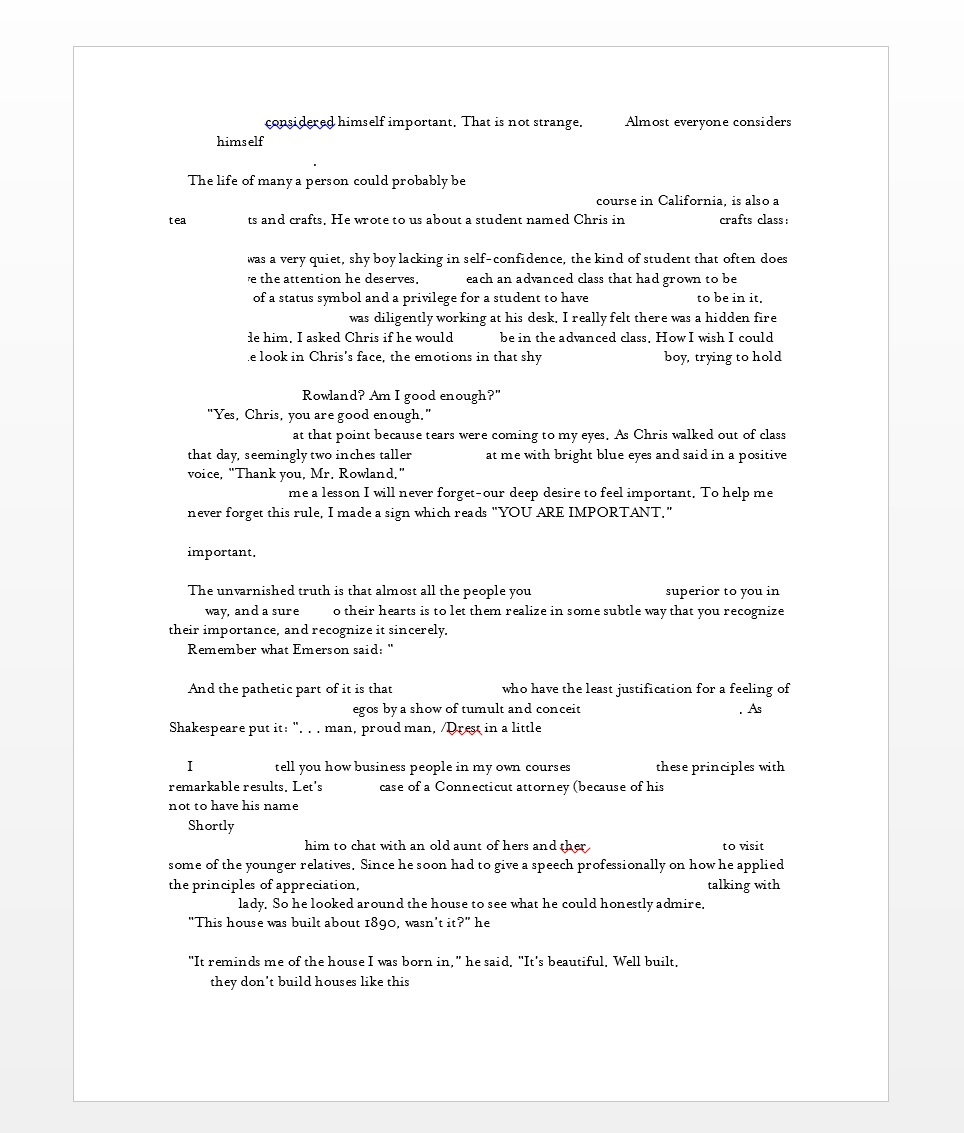 considered himself important. That is not strange. Almost everyone considers
himself
.
The life of many a person could probably be
course in California, is also a
tea ts and crafts. He wrote to us about a student named Chris in crafts class:
was a very quiet, shy boy lacking in self-confidence, the kind of student that often does
e the attention he deserves. each an advanced class that had grown to be
of a status symbol and a privilege for a student to have to be in it.
was diligently working at his desk. I really felt there was a hidden fire
de him. I asked Chris if he would be in the advanced class. How I wish I could
e look in Chris's face, the emotions in that shy boy, trying to hold
Rowland? Am I good enough?"
"Yes, Chris, you are good enough."
at that point because tears were coming to my eyes. As Chris walked out of class
that day, seemingly two inches taller at me with bright blue eyes and said in a positive
voice, "Thank you, Mr. Rowland."
me a lesson I will never forget-our deep desire to feel important. To help me
never forget this rule, I made a sign which reads "YOU ARE IMPORTANT."
important.
The unvarnished truth is that almost all the people you superior to you in
way, and a sure o their hearts is to let them realize in some subtle way that you recognize
their importance, and recognize it sincerely.
Remember what Emerson said: "
And the pathetic part of it is that who have the least justification for a feeling of
egos by a show of tumult and conceit . As
Shakespeare put it: ". . . man, proud man, /Drest in a little
I tell you how business people in my own courses these principles with
remarkable results. Let's case of a Connecticut attorney (because of his
not to have his name
Shortly
him to chat with an old aunt of hers and ther to visit
some of the younger relatives. Since he soon had to give a speech professionally on how he applied
the principles of appreciation, talking with
lady. So he looked around the house to see what he could honestly admire.
"This house was built about 1890, wasn't it?" he
"It reminds me of the house I was born in," he said. "It's beautiful. Well built.
they don't build houses like this